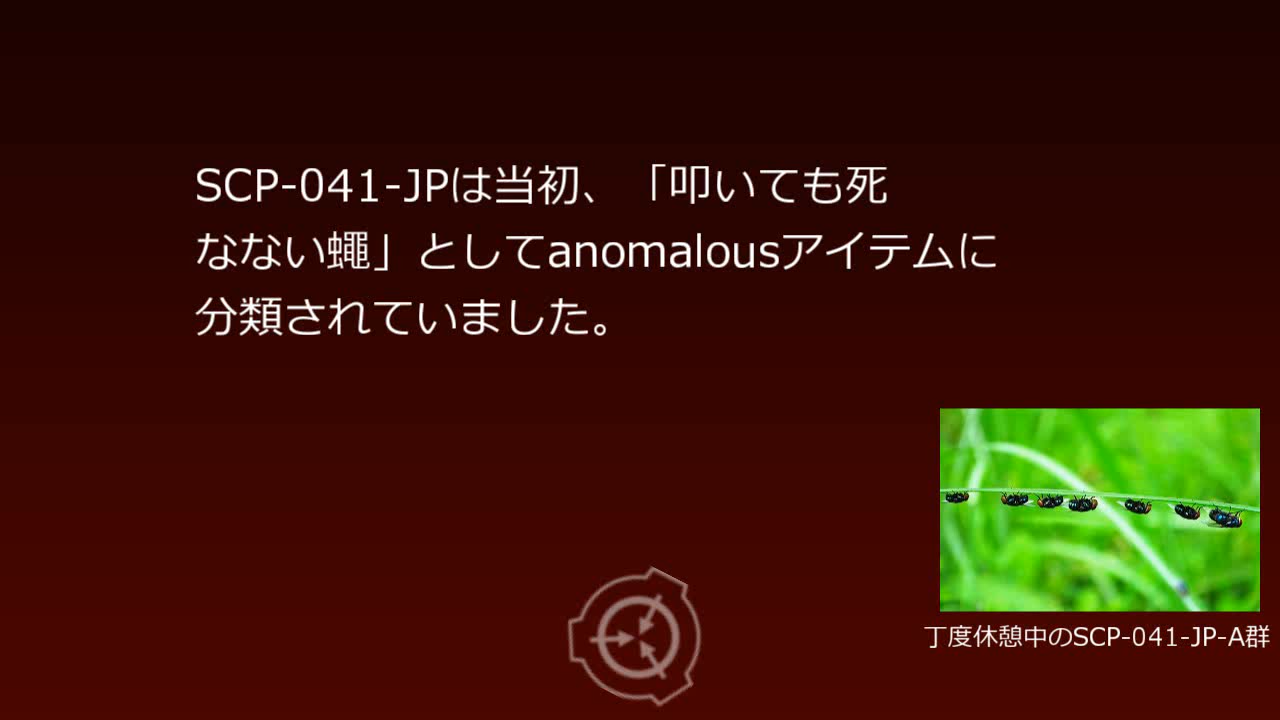 SCP-041-JPは当初、「叩いても死
なない蠅」としてanomalousアイテムに
分類されていました。
丁度休憩中のSCP-041-JP-A群